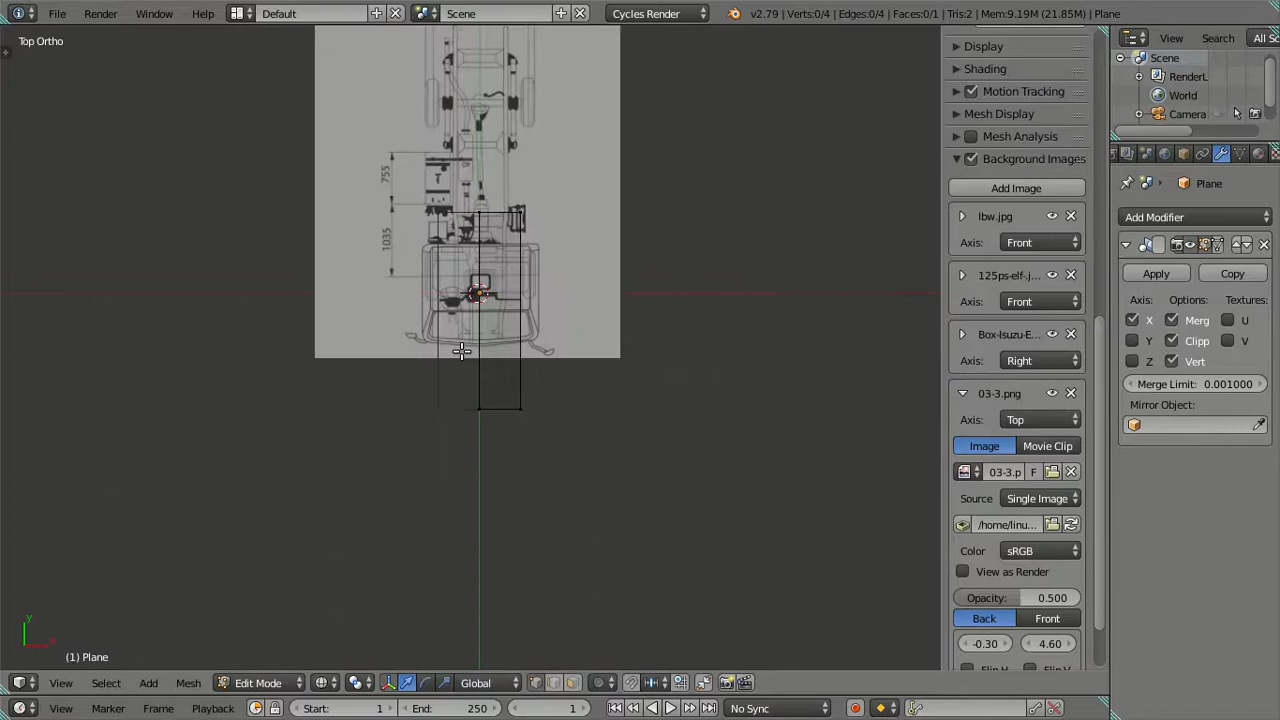 File Render Window Help Default Scene Cycles Render v2.79 | Verts:0/4 | Edges:0/4 | Faces:0/1 | Tris:2 | Mem:9.19M (21.85M) | Plane
Top Ortho
View Search All Sc
Scene
RenderL
World
Camera
Display
Shading
Motion Tracking
Mesh Display
Mesh Analysis
Background Images
Add Image
lbw.jpg
Axis: Front
125ps-elf-.j...
Axis: Front
Box-Isuzu-E...
Axis: Right
03-3.png
Axis: Top
Image Movie Clip
03-3.p F
Source Single Image
/home/linu...
Color sRGB
View as Render
Opacity: 0.500
Back Front
-0.30 4.60
Plane
Add Modifier
Apply Copy
Axis: Options: Textures:
X Merg U
Y Clipp V
Z Vert
Merge Limit: 0.001000
Mirror Object:
755
1035
y
x
(1) Plane
View Select Add Mesh Edit Mode Global
View Marker Frame Playback Start: 1 End: 250 1 No Sync